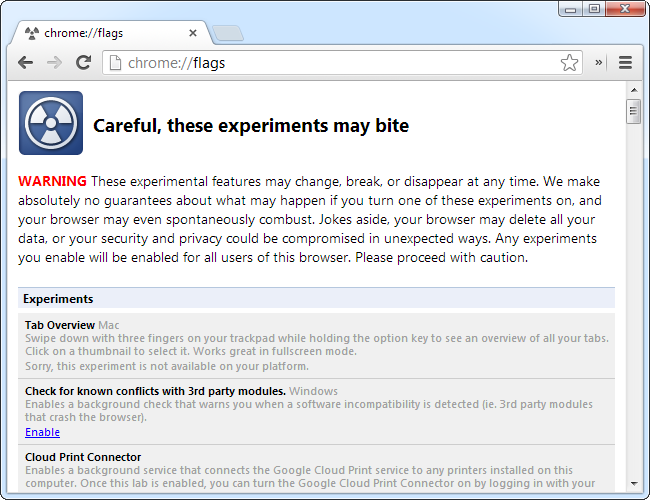 chrome://flags
chrome://flags
»
Careful, these experiments may bite
WARNING These experimental features may change, break, or disappear at any time. We make
absolutely no guarantees about what may happen if you turn one of these experiments on, and
your browser may even spontaneously combust. Jokes aside, your browser may delete all your
data, or your security and privacy could be compromised in unexpected ways. Any experiments
you enable will be enabled for all users of this browser. Please proceed with caution.
Experiments
Tab Overview Mac
Swipe down with three fingers on your trackpad while holding the option key to see an overview of all your tabs.
Click on a thumbnail to select it. Works great in fullscreen mode.
Sorry, this experiment is not available on your platform.
Check for known conflicts with 3rd party modules. Windows
Enables a background check that warns you when a software incompatibility is detected (ie. 3rd party modules
that crash the browser).
Enable
Cloud Print Connector
Enables a background service that connects the Google Cloud Print service to any printers installed on this
computer. Once this lab is enabled, you can turn the Google Cloud Print Connector on by logging in with your